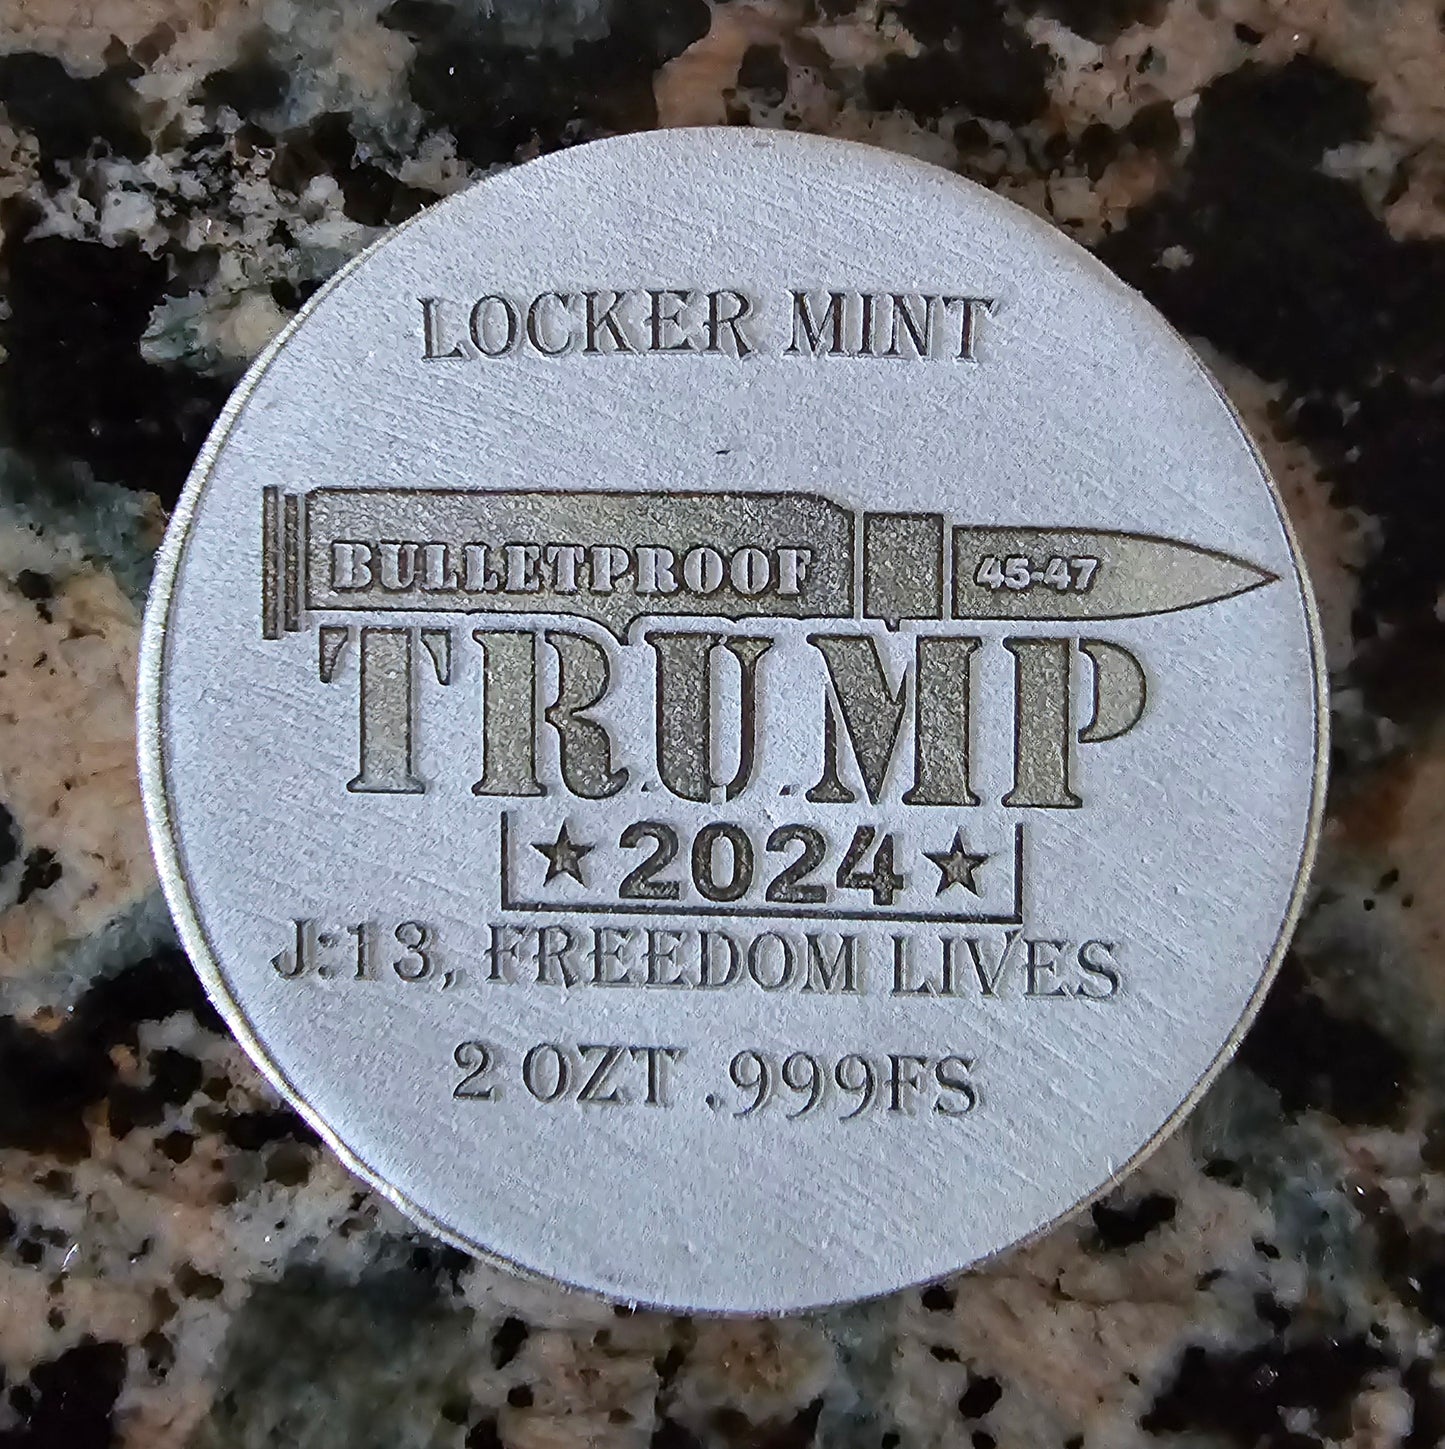 LOCKER MINT
BULLETPROOF 45-47
TRUMP
★2024★
J:13, FREEDOM LIVES
2 OZT .999FS